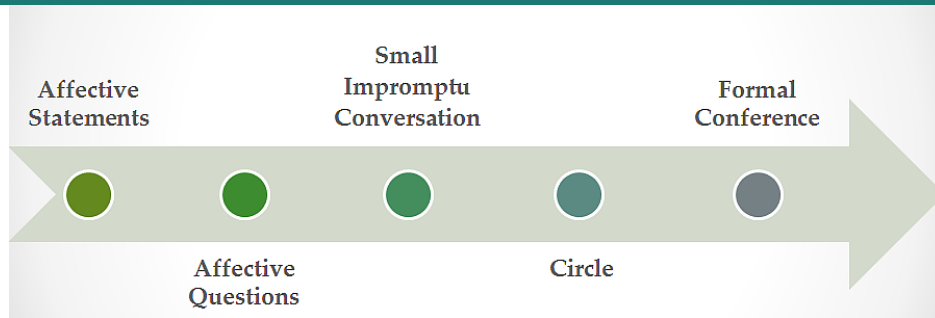 Affective
Statements
Affective
Questions
Small
Impromptu
Conversation
Circle
Formal
Conference